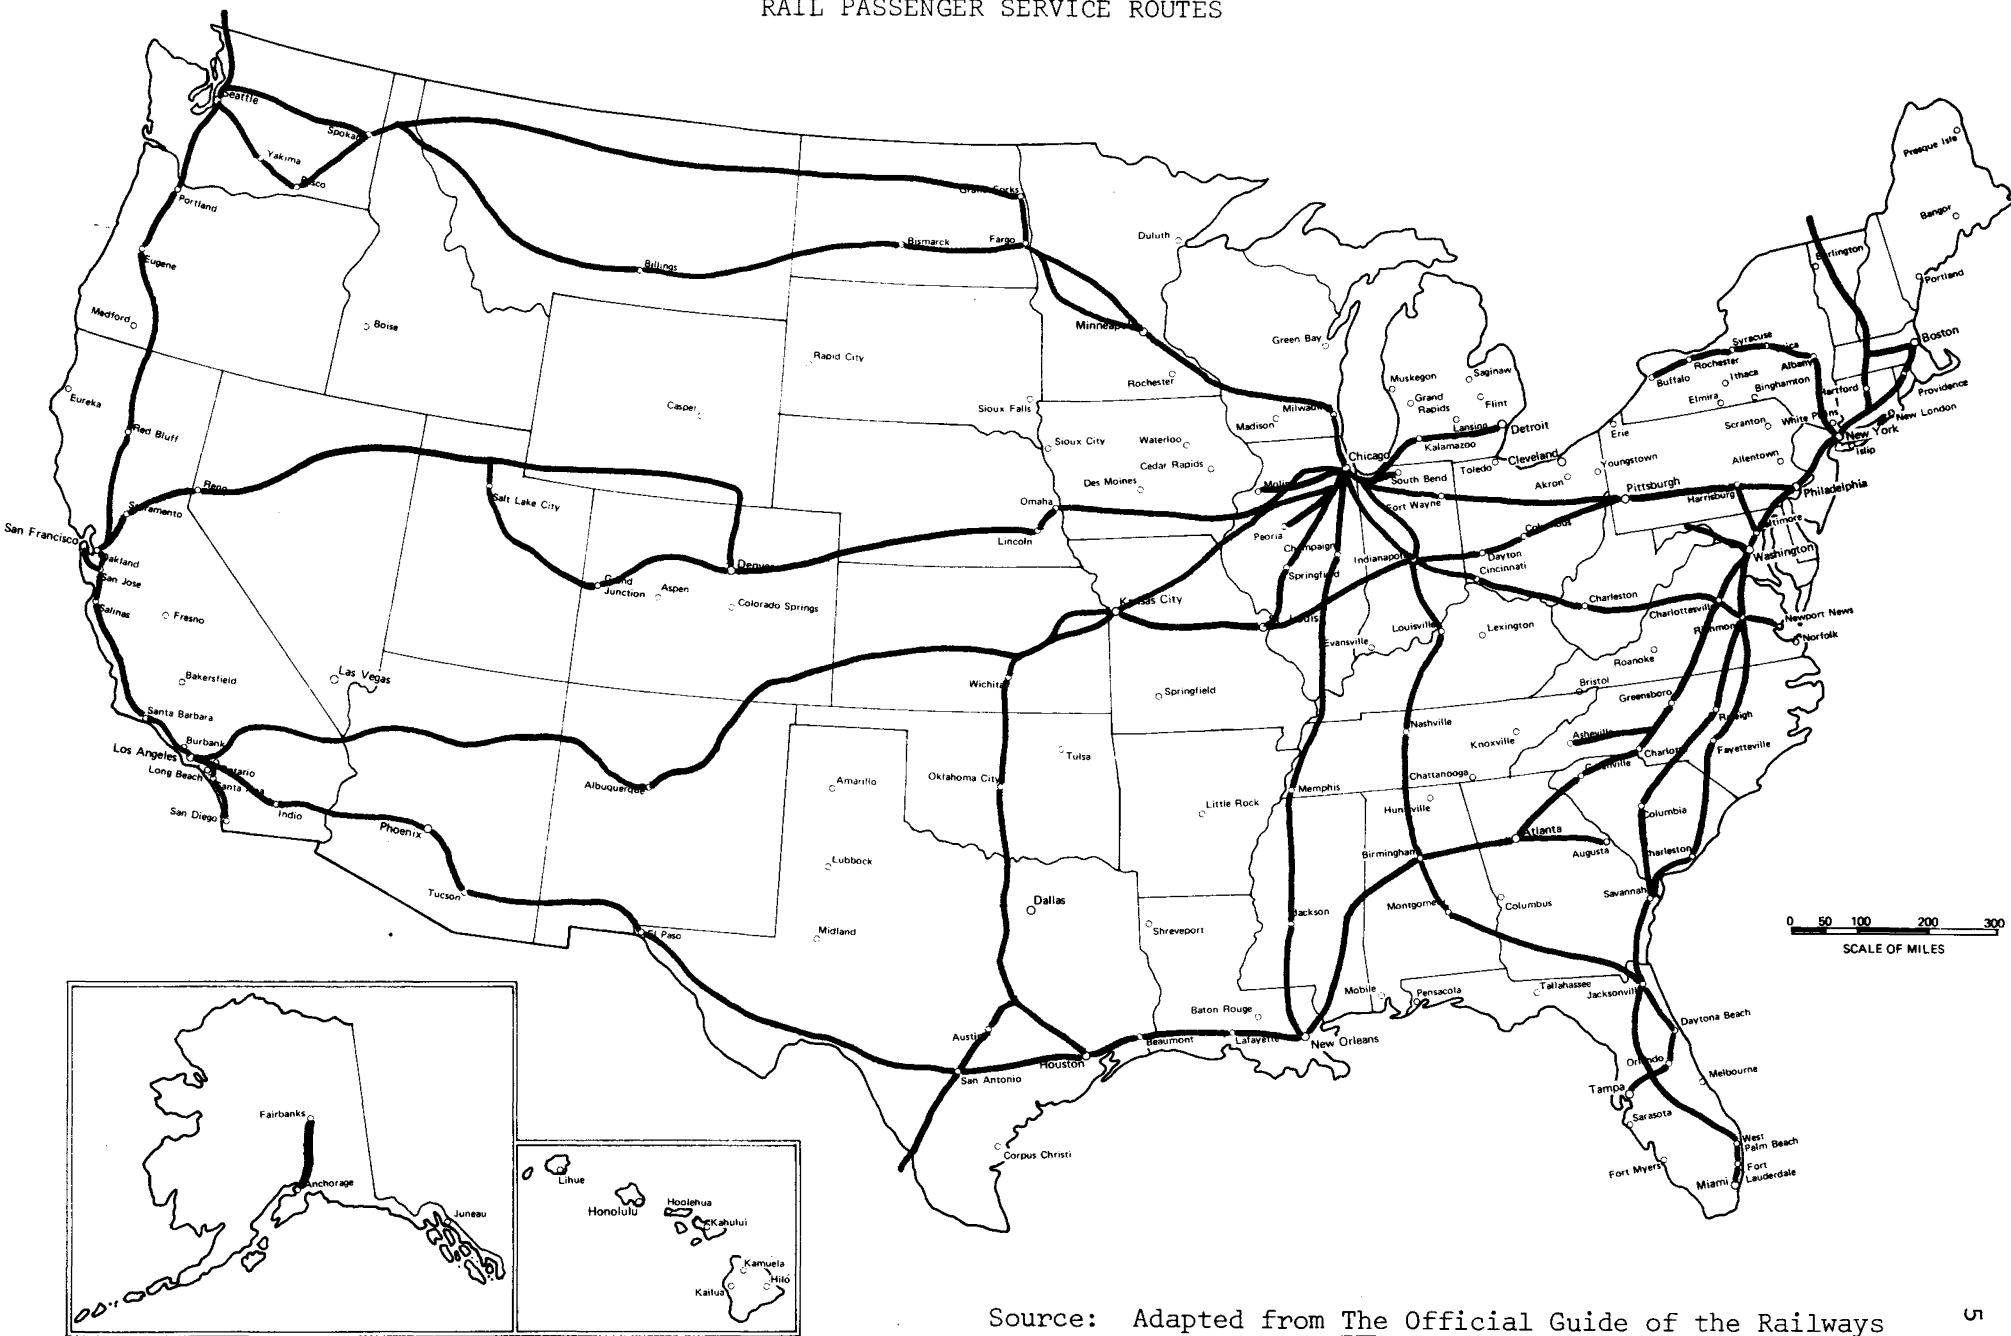 RAIL PASSENGER SERVICE ROUTES
Seattle
Spokane
Yakima
Pasco
Portland
Eugene
Medford
Boise
Eureka
Red Bluff
Reno
Sacramento
San Francisco
Oakland
San Jose
Salinas
Fresno
Bakersfield
Las Vegas
Santa Barbara
Burbank
Los Angeles
Ontario
Long Beach
Santa Ana
San Diego
Indio
Phoenix
Tucson
Salt Lake City
Grand
Junction
Aspen
Denver
Colorado Springs
Casper
Billings
Bismarck
Fargo
Grand Forks
Rapid City
Sioux Falls
Sioux City
Omaha
Lincoln
Albuquerque
El Paso
Amarillo
Lubbock
Midland
Wichita
Oklahoma City
Tulsa
Dallas
Austin
San Antonio
Houston
Corpus Christi
Beaumont
Lafayette
Baton Rouge
New Orleans
Shreveport
Little Rock
Springfield
Kansas City
St. Louis
Duluth
Minneapolis
Rochester
Green Bay
Milwaukee
Madison
Waterloo
Cedar Rapids
Des Moines
Moline
Chicago
Peoria
Champaign
Springfield
Muskegon
Grand
Rapids
Saginaw
Flint
Lansing
Kalamazoo
Detroit
South Bend
Fort Wayne
Toledo
Cleveland
Akron
Youngstown
Columbus
Dayton
Cincinnati
Indianapolis
Evansville
Louisville
Lexington
Charleston
Nashville
Knoxville
Chattanooga
Memphis
Huntsville
Birmingham
Montgomery
Jackson
Mobile
Pensacola
Tallahassee
Columbus
Atlanta
Augusta
Savannah
Charleston
Columbia
Greenville
Asheville
Charlotte
Greensboro
Raleigh
Fayetteville
Bristol
Roanoke
Charlottesville
Richmond
Newport News
Norfolk
Washington
Baltimore
Pittsburgh
Harrisburg
Philadelphia
Allentown
Scranton
Erie
Buffalo
Rochester
Syracuse
Utica
Albany
Ithaca
Binghamton
Elmira
White Plains
New York
Islip
Hartford
New London
Providence
Boston
Burlington
Portland
Bangor
Presque Isle
Jacksonville
Daytona Beach
Orlando
Melbourne
Tampa
Sarasota
Fort Myers
West
Palm Beach
Fort
Lauderdale
Miami
0 50 100 200 300
SCALE OF MILES
Fairbanks
Anchorage
Juneau
Lihue
Honolulu
Hoolehua
Kahului
Kamuela
Hilo
Kailua
Source: Adapted from The Official Guide of the Railways
5